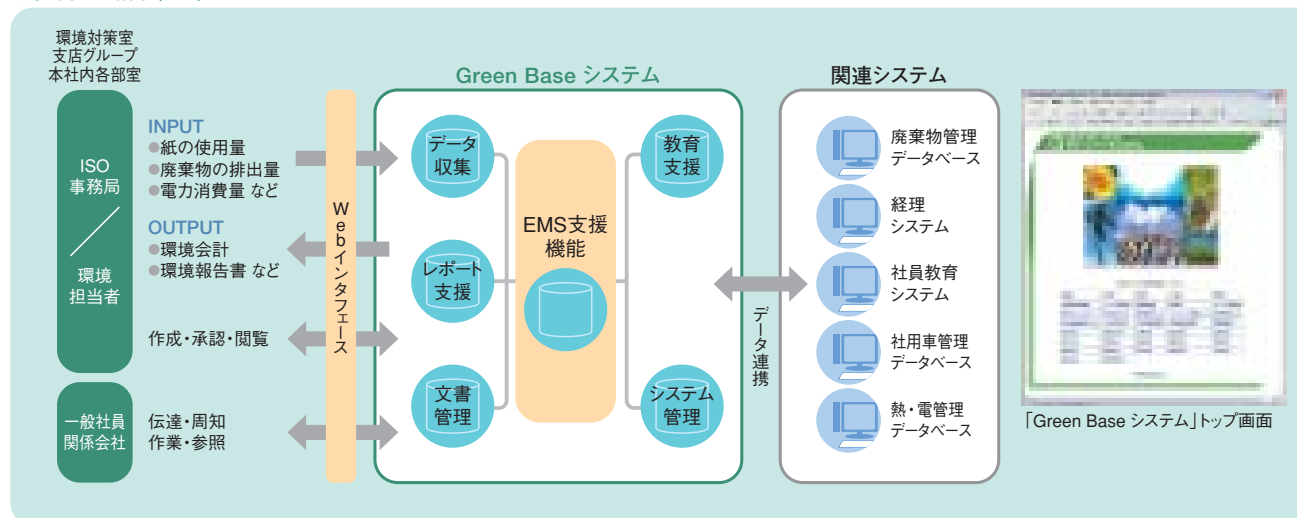 環境対策室
支店グループ
本社内各部室
ISO
事務局
環境
担当者
INPUT
●紙の使用量
●廃棄物の排出量
●電力消費量 など
OUTPUT
●環境会計
●環境報告書 など
作成・承認・閲覧
一般社員
関係会社
伝達・周知
作業・参照
Webインタフェース
Green Base システム
データ
収集
レポート
支援
文書
管理
EMS支援
機能
教育
支援
システム
管理
データ連携
関連システム
廃棄物管理
データベース
経理
システム
社員教育
システム
社用車管理
データベース
熱・電管理
データベース
「Green Base システム」トップ画面